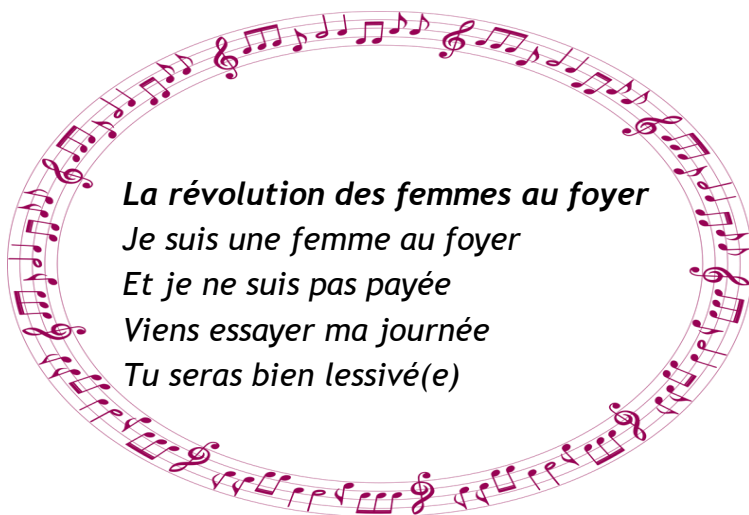 La révolution des femmes au foyer
Je suis une femme au foyer
Et je ne suis pas payée
Viens essayer ma journée
Tu seras bien lessivé(e)